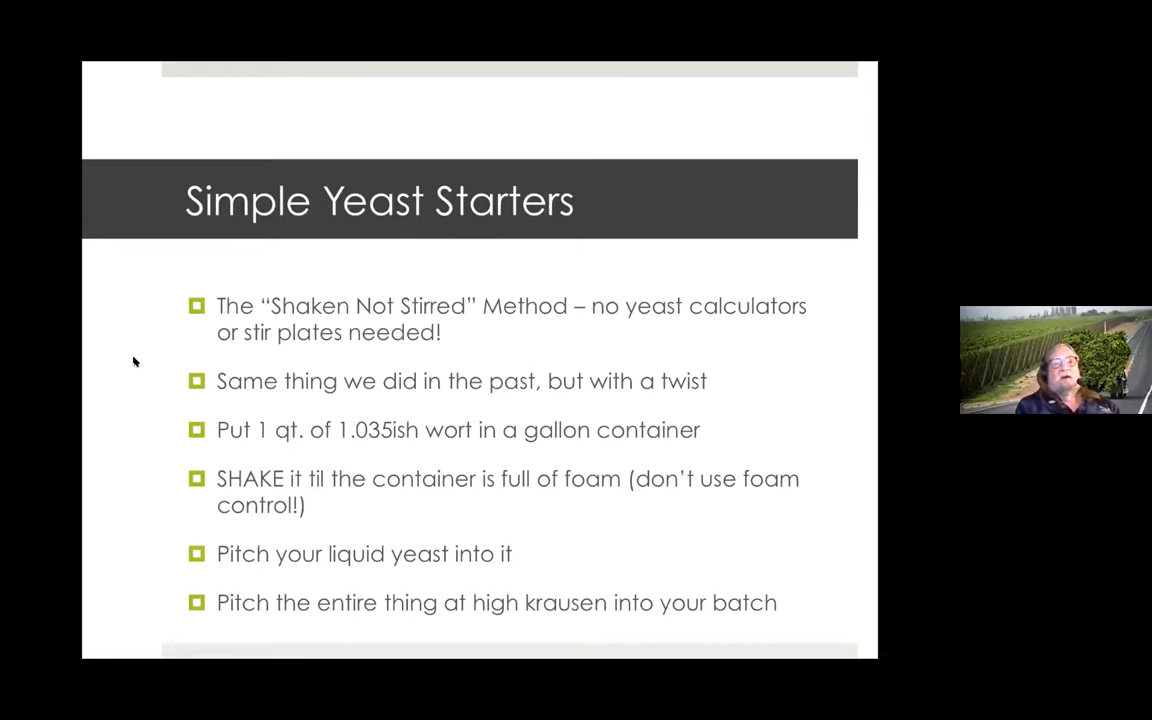 Simple Yeast Starters
The “Shaken Not Stirred” Method – no yeast calculators
or stir plates needed!
Same thing we did in the past, but with a twist
Put 1 qt. of 1.035ish wort in a gallon container
SHAKE it til the container is full of foam (don’t use foam
control!)
Pitch your liquid yeast into it
Pitch the entire thing at high krausen into your batch